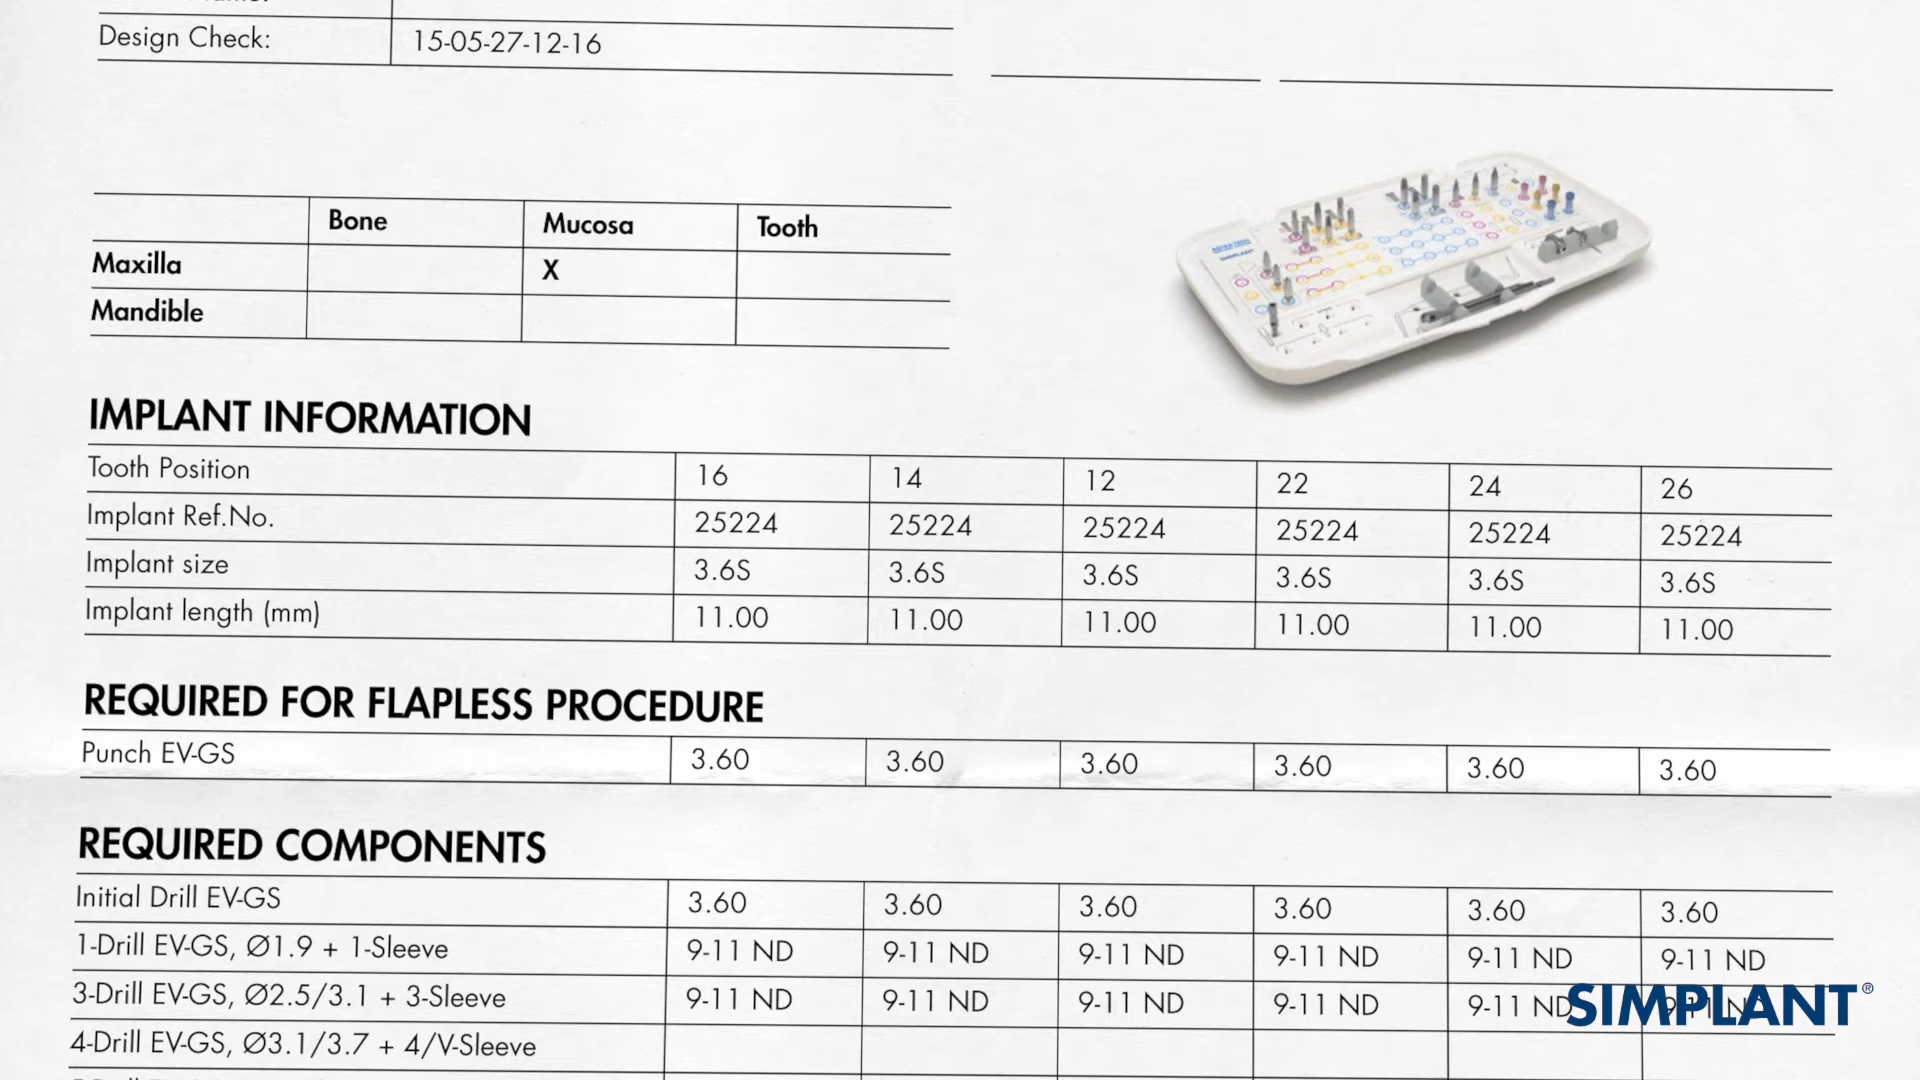 Design Check: 15-05-27-12-16
Bone Mucosa Tooth
Maxilla X
Mandible
IMPLANT INFORMATION
Tooth Position 16 14 12 22 24 26
Implant Ref.No. 25224 25224 25224 25224 25224 25224
Implant size 3.6S 3.6S 3.6S 3.6S 3.6S 3.6S
Implant length (mm) 11.00 11.00 11.00 11.00 11.00 11.00
REQUIRED FOR FLAPLESS PROCEDURE
Punch EV-GS 3.60 3.60 3.60 3.60 3.60 3.60
REQUIRED COMPONENTS
Initial Drill EV-GS 3.60 3.60 3.60 3.60 3.60 3.60
1-Drill EV-GS, Ø1.9 + 1-Sleeve 9-11 ND 9-11 ND 9-11 ND 9-11 ND 9-11 ND 9-11 ND
3-Drill EV-GS, Ø2.5/3.1 + 3-Sleeve 9-11 ND 9-11 ND 9-11 ND 9-11 ND 9-11 ND 9-11 ND
4-Drill EV-GS, Ø3.1/3.7 + 4/V-Sleeve
SIMPLANT®